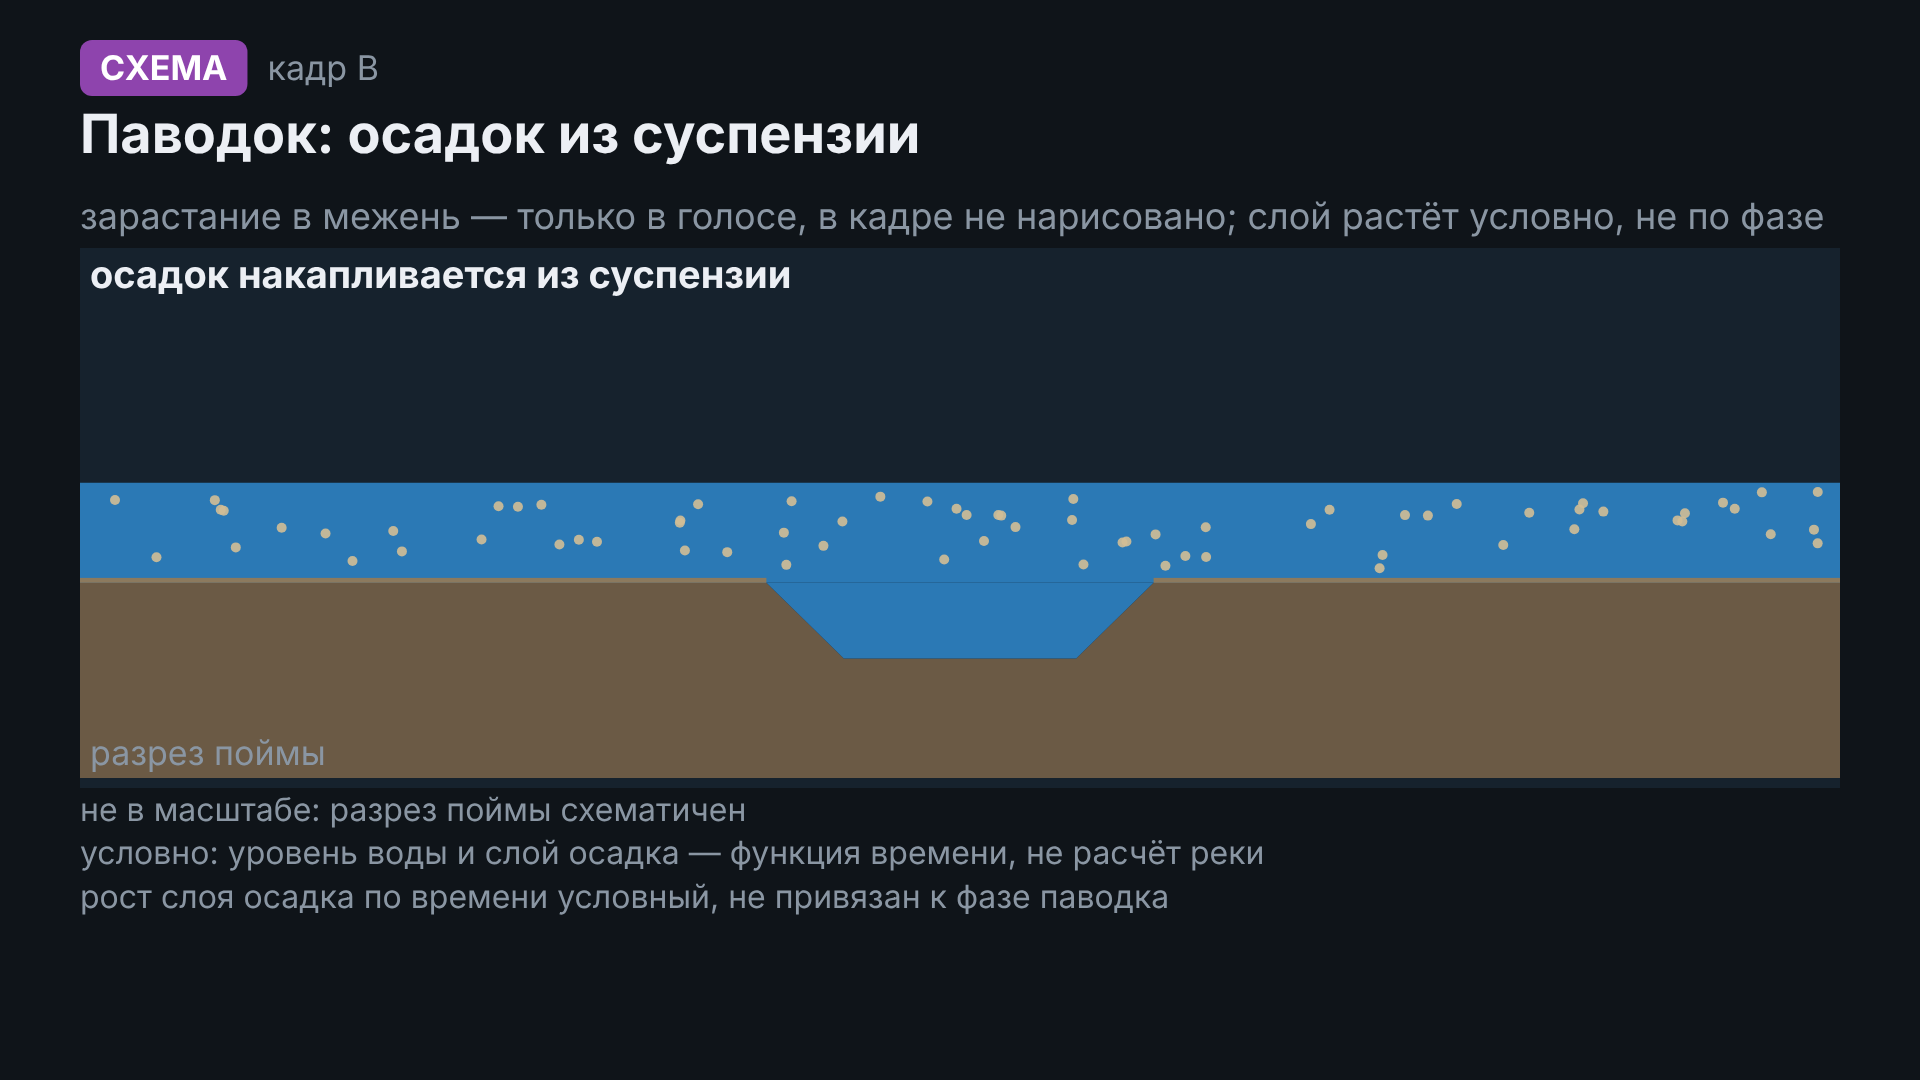 СХЕМА кадр B
Паводок: осадок из суспензии
зарастание в межень — только в голосе, в кадре не нарисовано; слой растёт условно, не по фазе
осадок накапливается из суспензии
разрез поймы
не в масштабе: разрез поймы схематичен
условно: уровень воды и слой осадка — функция времени, не расчёт реки
рост слоя осадка по времени условный, не привязан к фазе паводка